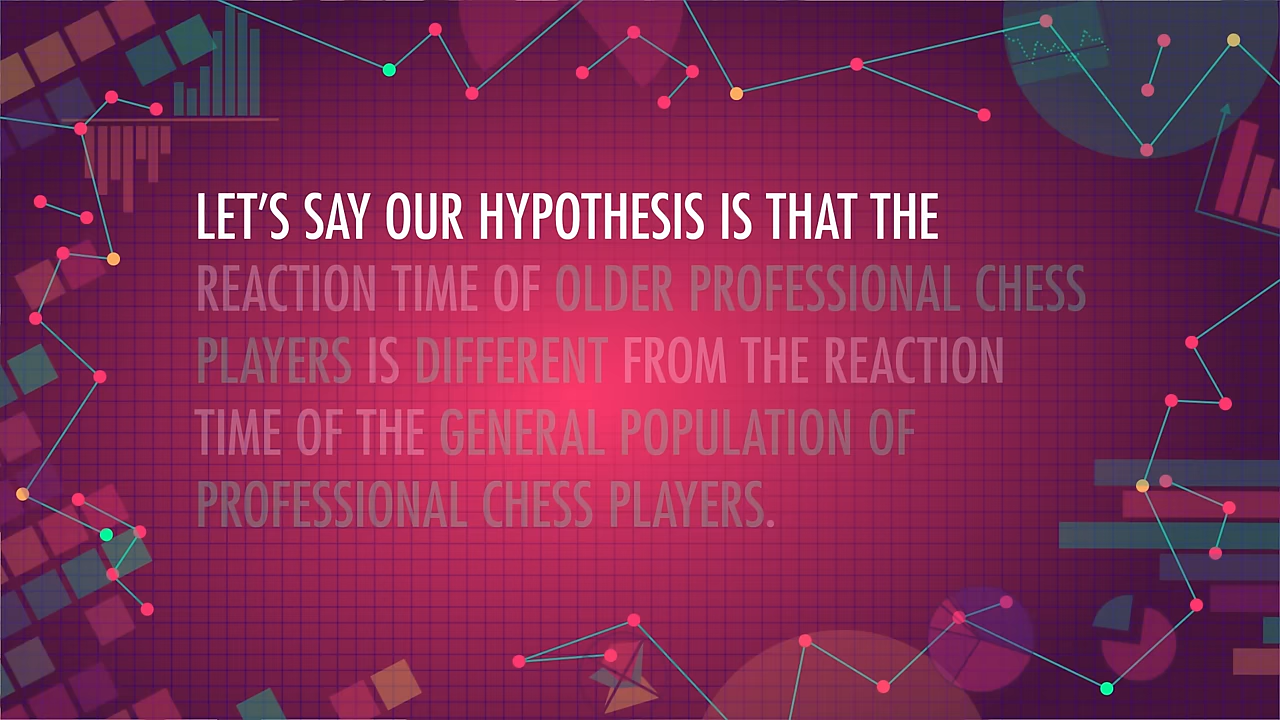 LET'S SAY OUR HYPOTHESIS IS THAT THE
REACTION TIME OF OLDER PROFESSIONAL CHESS
PLAYERS IS DIFFERENT FROM THE REACTION
TIME OF THE GENERAL POPULATION OF
PROFESSIONAL CHESS PLAYERS.